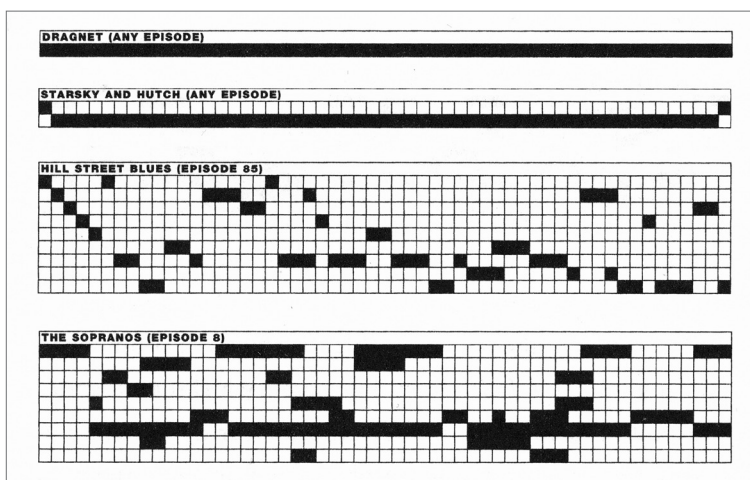 DRAGNET (ANY EPISODE)
STARSKY AND HUTCH (ANY EPISODE)
HILL STREET BLUES (EPISODE 85)
THE SOPRANOS (EPISODE 8)